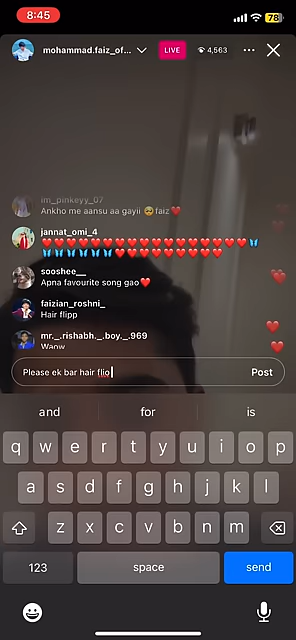 8:45
78
mohammad.faiz_of...
LIVE
4,563
im_pinkeyy_07
Ankho me aansu aa gayii 🥺faiz❤️
jannat_omi_4
❤️❤️❤️❤️❤️❤️❤️❤️❤️❤️❤️❤️❤️❤️❤️❤️❤️🦋
🦋🦋🦋🦋🦋🦋❤️❤️❤️❤️❤️❤️❤️❤️❤️
sooshee__
Apna favourite song gao❤️
faizian_roshni_
Hair flipp
mr._.rishabh_.boy._.969
Waow
Please ek bar hair flio
Post
and for is
q w e r t y u i o p
a s d f g h j k l
z x c v b n m
123 space send